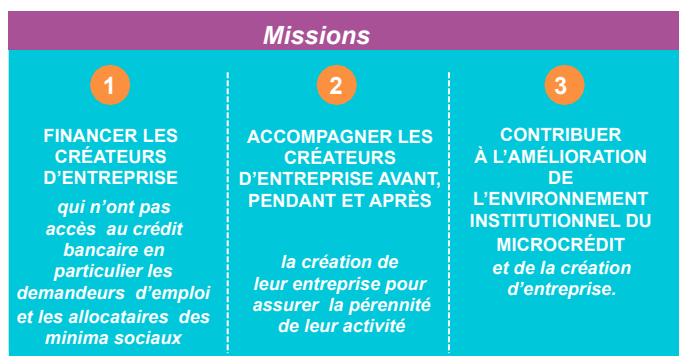 Missions
1
FINANCER LES
CRÉATEURS
D'ENTREPRISE
qui n'ont pas
accès au crédit
bancaire en
particulier les
demandeurs d'emploi
et les allocataires des
minima sociaux
2
ACCOMPAGNER LES
CRÉATEURS
D'ENTREPRISE AVANT,
PENDANT ET APRÈS
la création de
leur entreprise pour
assurer la pérennité
de leur activité
3
CONTRIBUER
À L'AMÉLIORATION
DE
L'ENVIRONNEMENT
INSTITUTIONNEL DU
MICROCRÉDIT
et de la création
d'entreprise.